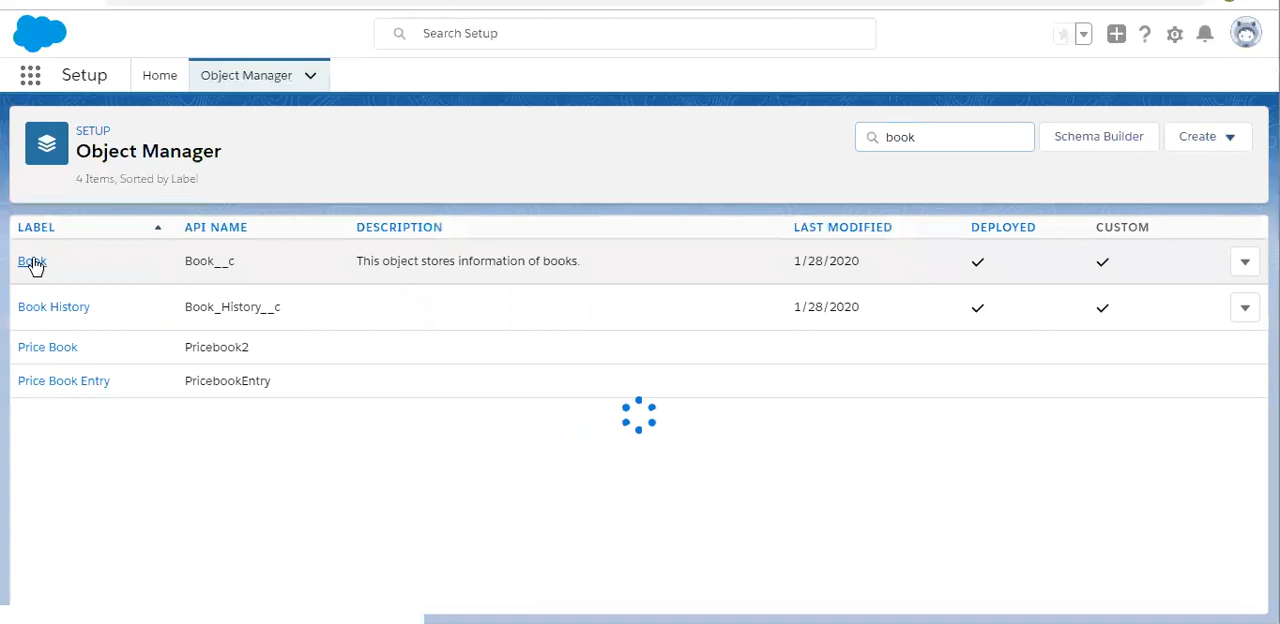 Search Setup
Setup
Home
Object Manager
SETUP
Object Manager
4 Items, Sorted by Label
book
Schema Builder
Create
LABEL API NAME DESCRIPTION LAST MODIFIED DEPLOYED CUSTOM
Book Book__c This object stores information of books. 1/28/2020
Book History Book_History__c 1/28/2020
Price Book Pricebook2
Price Book Entry PricebookEntry